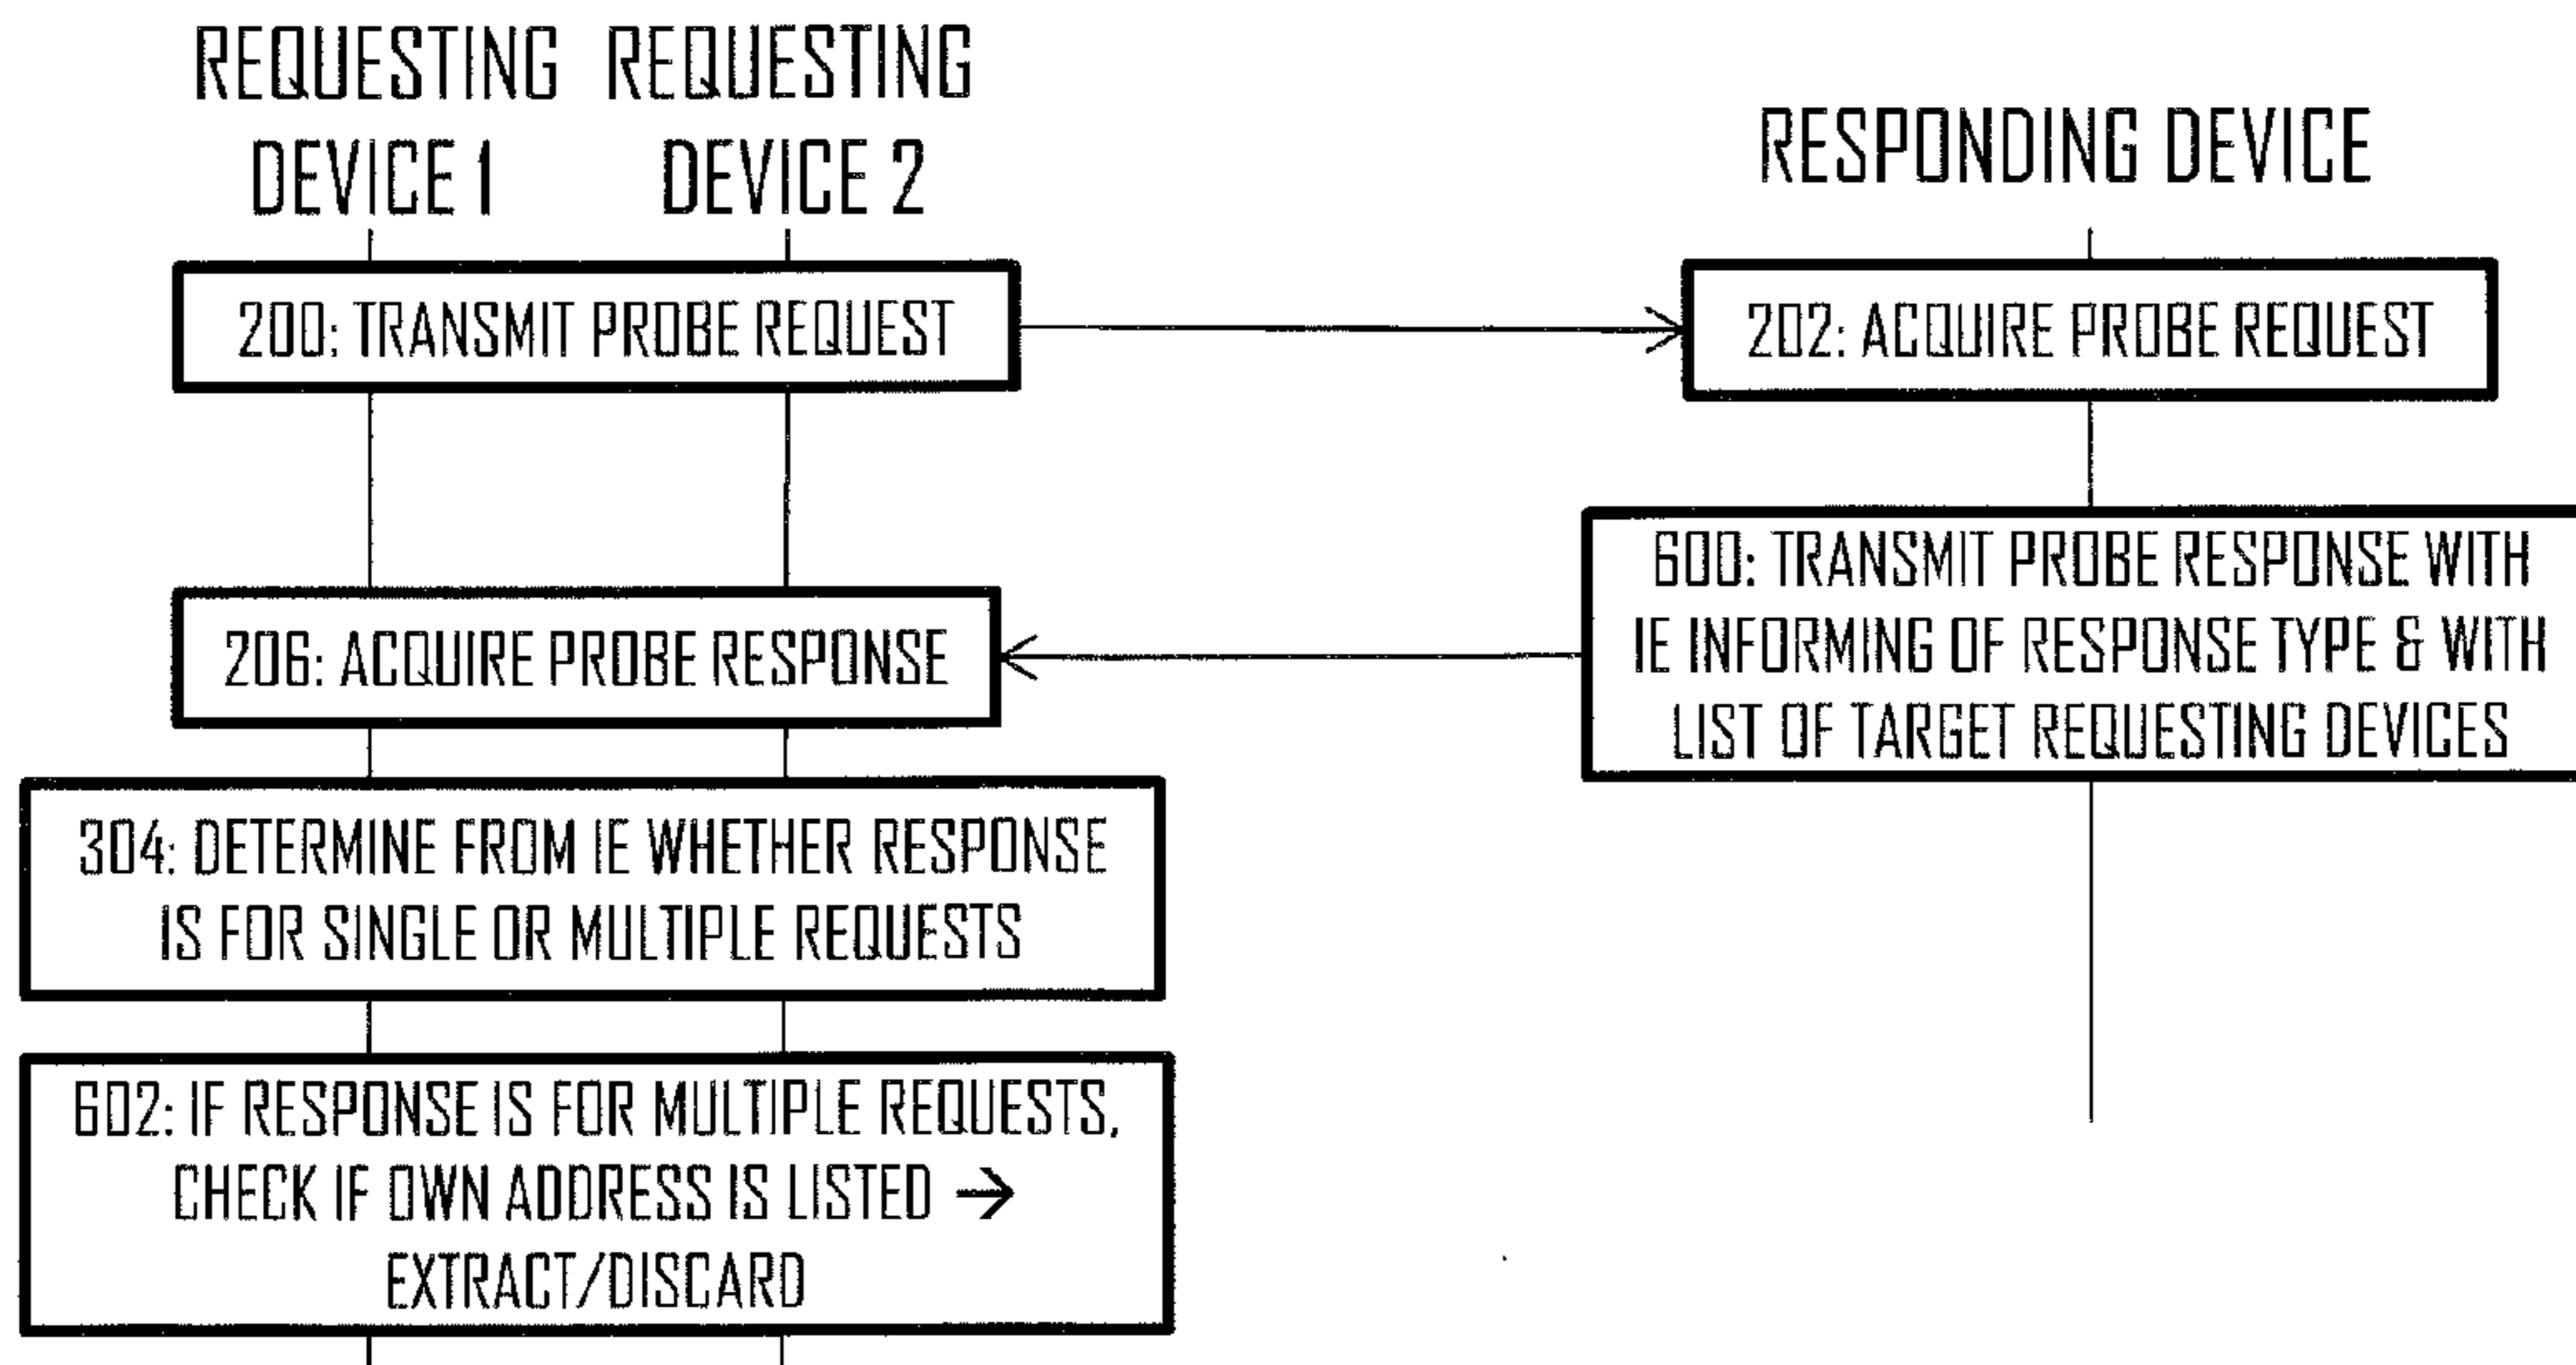 REQUESTING REQUESTING
DEVICE 1 DEVICE 2
RESPONDING DEVICE
200: TRANSMIT PROBE REQUEST
202: ACQUIRE PROBE REQUEST
600: TRANSMIT PROBE RESPONSE WITH
IE INFORMING OF RESPONSE TYPE & WITH
LIST OF TARGET REQUESTING DEVICES
206: ACQUIRE PROBE RESPONSE
304: DETERMINE FROM IE WHETHER RESPONSE
IS FOR SINGLE OR MULTIPLE REQUESTS
602: IF RESPONSE IS FOR MULTIPLE REQUESTS,
CHECK IF OWN ADDRESS IS LISTED →
EXTRACT/DISCARD